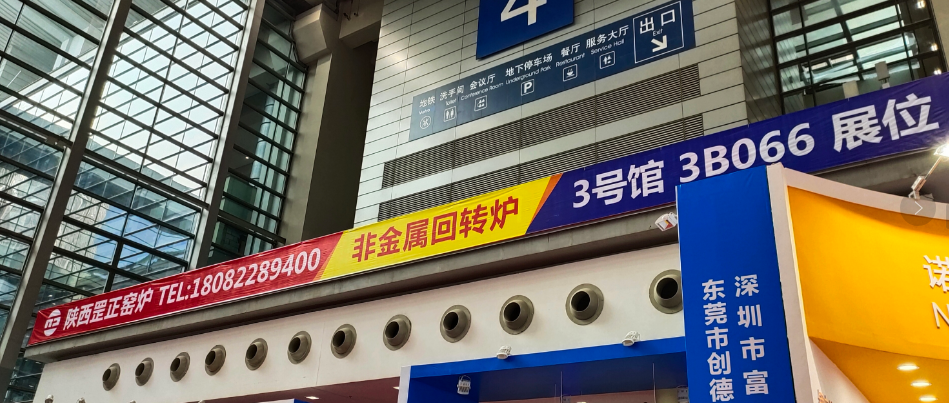 4
地铁 洗手间 会议厅 地下停车场 餐厅 服务大厅 出口
Metro Toilet Conference Room Underground Park Restaurant Service Hall Exit
P
陕西罡正窑炉 TEL:18082289400 非金属回转炉 3号馆 3B066 展位
深圳市富
东莞市创德
诺
N